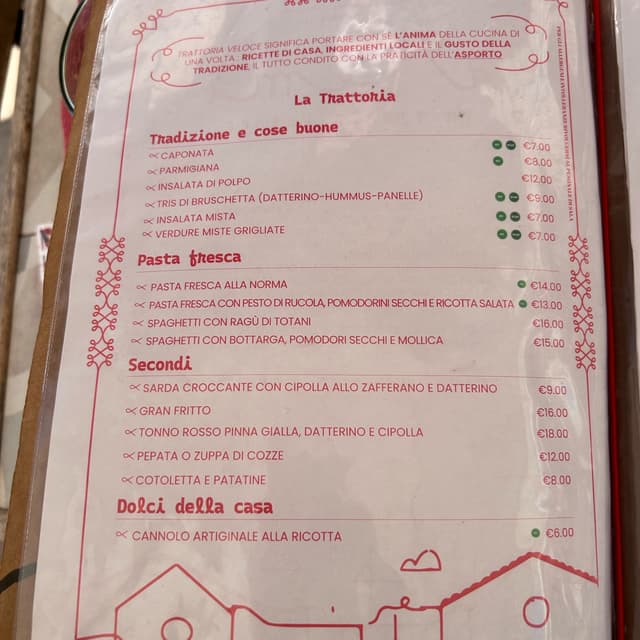 TRATTORIA VELOCE SIGNIFICA PORTARE CON SÈ L'ANIMA DELLA CUCINA DI
UNA VOLTA: RICETTE DI CASA, INGREDIENTI LOCALI E IL GUSTO DELLA
TRADIZIONE, IL TUTTO CONDITO CON LA PRATICITÀ DELL'ASPORTO
La Trattoria
Tradizione e cose buone
CAPONATA €7.00
PARMIGIANA €8.00
INSALATA DI POLPO €12.00
TRIS DI BRUSCHETTA (DATTERINO-HUMMUS-PANELLE) €9.00
INSALATA MISTA €7.00
VERDURE MISTE GRIGLIATE €7.00
Pasta fresca
PASTA FRESCA ALLA NORMA €14.00
PASTA FRESCA CON PESTO DI RUCOLA, POMODORINI SECCHI E RICOTTA SALATA €13.00
SPAGHETTI CON RAGÙ DI TOTANI €16.00
SPAGHETTI CON BOTTARGA, POMODORI SECCHI E MOLLICA €15.00
Secondi
SARDA CROCCANTE CON CIPOLLA ALLO ZAFFERANO E DATTERINO €9.00
GRAN FRITTO €16.00
TONNO ROSSO PINNA GIALLA, DATTERINO E CIPOLLA €18.00
PEPATA O ZUPPA DI COZZE €12.00
COTOLETTA E PATATINE €8.00
Dolci della casa
CANNOLO ARTIGINALE ALLA RICOTTA €6.00